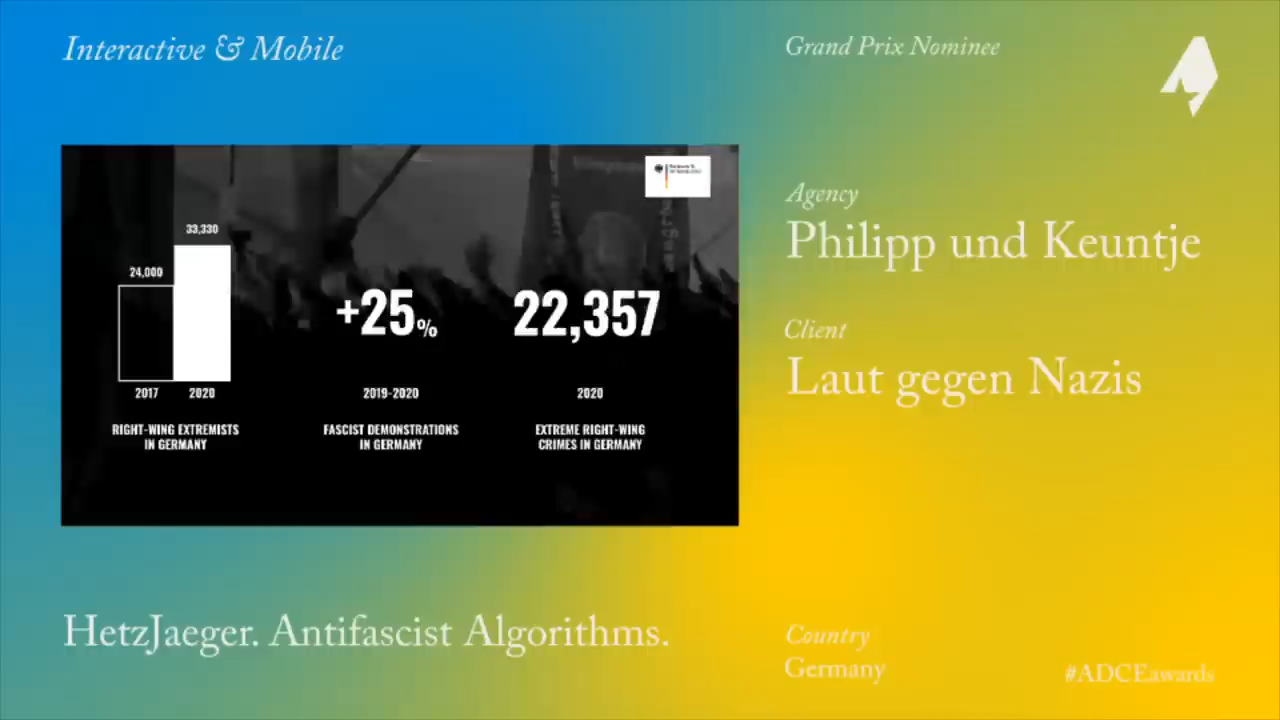 Interactive & Mobile
Grand Prix Nominee
33,330
24,000
+25%
22,357
2017
2020
2019-2020
2020
RIGHT-WING EXTREMISTS
IN GERMANY
FASCIST DEMONSTRATIONS
IN GERMANY
EXTREME RIGHT-WING
CRIMES IN GERMANY
Agency
Philipp und Keuntje
Client
Laut gegen Nazis
HetzJaeger. Antifascist Algorithms.
Country
Germany
#ADCEawards